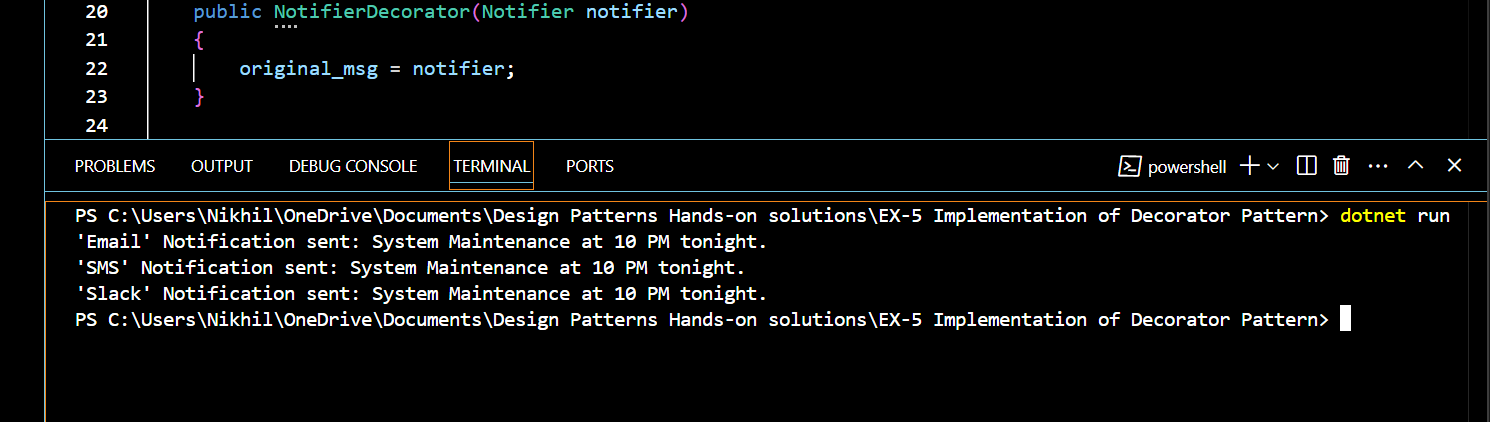 20 public NotifierDecorator(Notifier notifier)
21 {
22 original_msg = notifier;
23 }
24
PROBLEMS OUTPUT DEBUG CONSOLE TERMINAL PORTS powershell
PS C:\Users\Nikhil\OneDrive\Documents\Design Patterns Hands-on solutions\EX-5 Implementation of Decorator Pattern> dotnet run
'Email' Notification sent: System Maintenance at 10 PM tonight.
'SMS' Notification sent: System Maintenance at 10 PM tonight.
'Slack' Notification sent: System Maintenance at 10 PM tonight.
PS C:\Users\Nikhil\OneDrive\Documents\Design Patterns Hands-on solutions\EX-5 Implementation of Decorator Pattern>